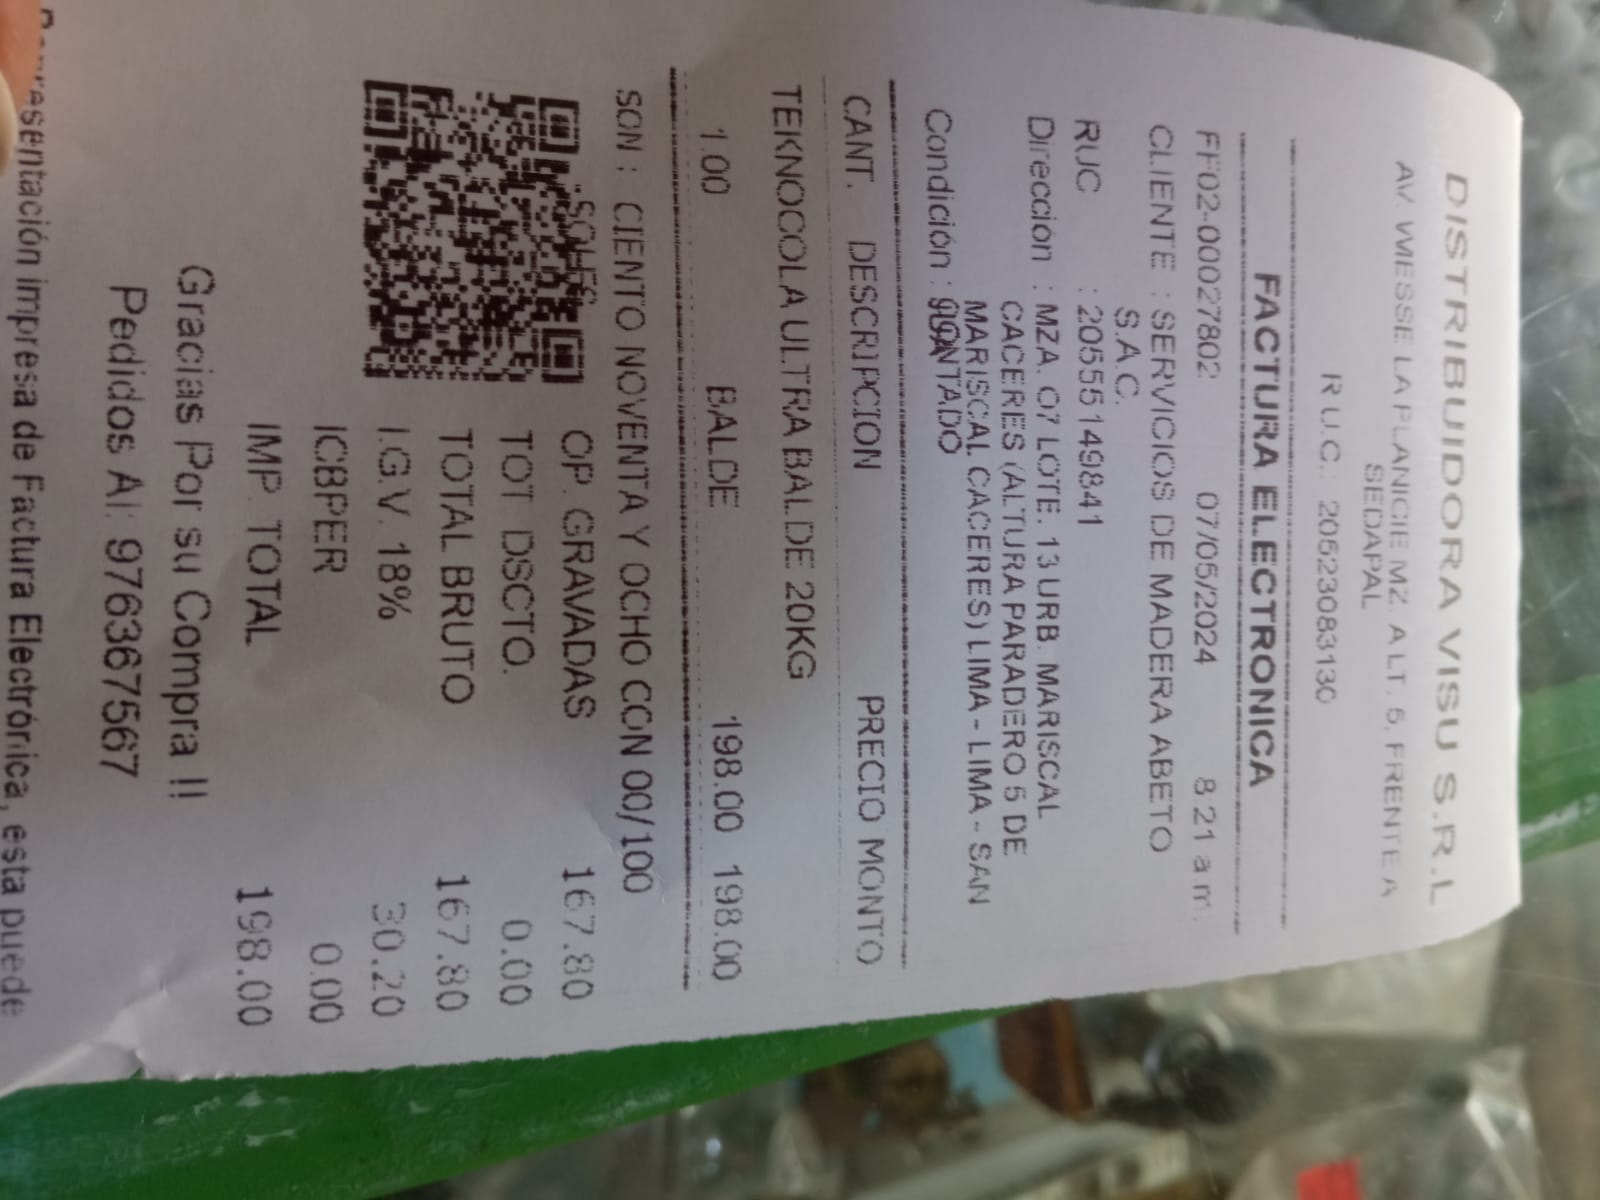 DISTRIBUIDORA VISU S.R.L
AV. WIESSE LA PLANICIE MZ. A LT. 5, FRENTE A
SEDAPAL
R.U.C.: 20523083130
FACTURA ELECTRONICA
FF02-00027802 07/05/2024 8:21 a.m.
CLIENTE : SERVICIOS DE MADERA ABETO
S.A.C.
RUC : 20555149841
Dirección : MZA. O7 LOTE. 13 URB. MARISCAL
CACERES (ALTURA PARADERO 5 DE
MARISCAL CACERES) LIMA - LIMA - SAN
Condición : CONTADO
CANT. DESCRIPCION PRECIO MONTO
TEKNOCOLA ULTRA BALDE 20KG
1.00 BALDE 198.00 198.00
SON : CIENTO NOVENTA Y OCHO CON 00/100
SOLES
OP. GRAVADAS 167.80
TOT. DSCTO. 0.00
TOTAL BRUTO 167.80
I.G.V. 18% 30.20
ICBPER 0.00
IMP. TOTAL 198.00
Gracias Por su Compra !!!
Pedidos Al: 976367567
Representación impresa de Factura Electrónica, esta puede